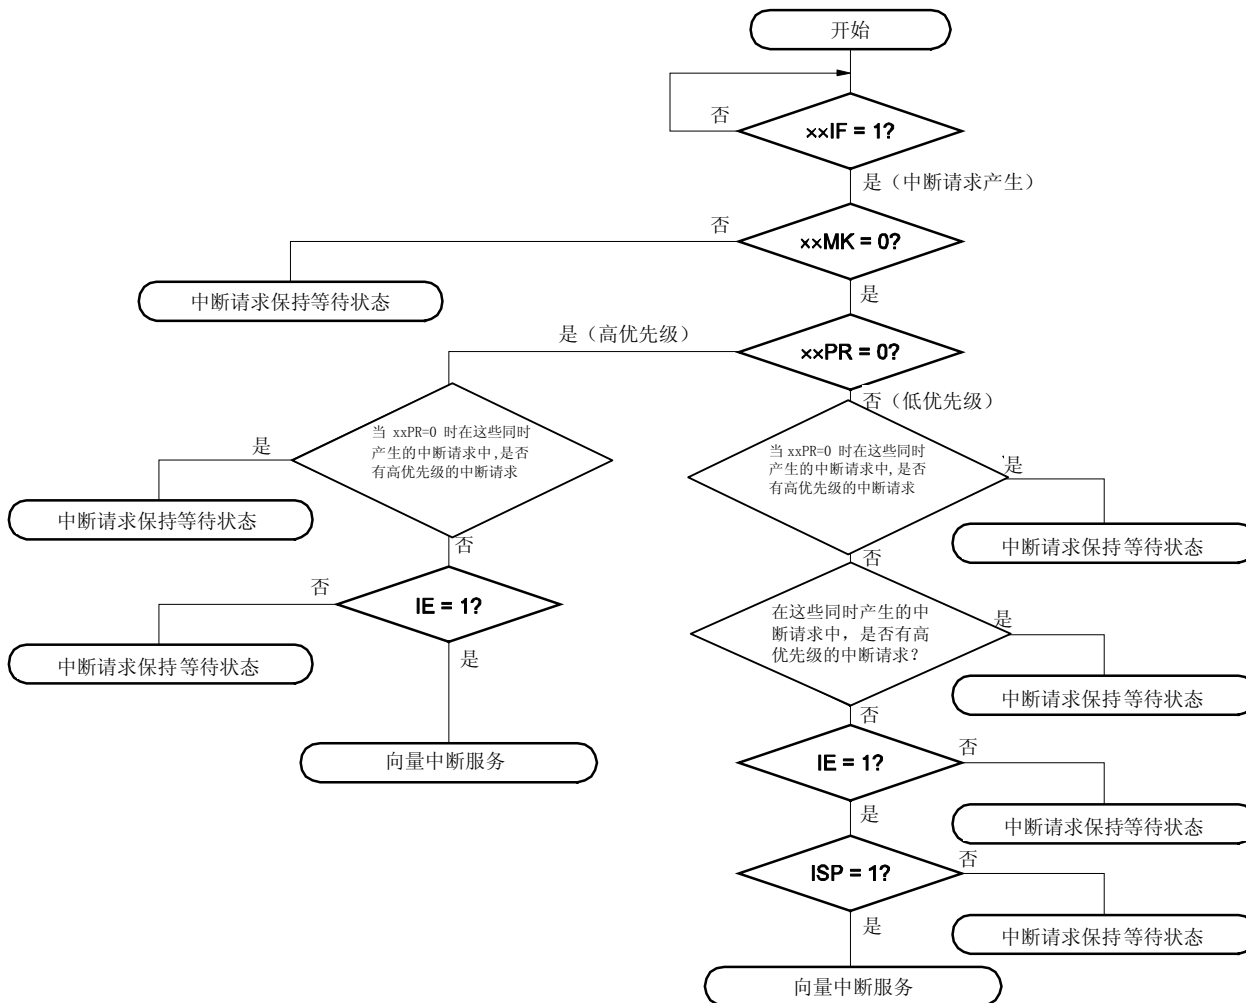 开始
否
××IF = 1?
是（中断请求产生）
否
××MK = 0?
中断请求保持等待状态
是
是（高优先级）
××PR = 0?
否（低优先级）
当 xxPR=0 时在这些同时
产生的中断请求中,是否
有高优先级的中断请求
是
中断请求保持等待状态
否
当 xxPR=0 时在这些同时
产生的中断请求中,是否
有高优先级的中断请求
是
中断请求保持等待状态
否
否
IE = 1?
中断请求保持等待状态
是
向量中断服务
在这些同时产生的中
断请求中，是否有高
优先级的中断请求？
是
中断请求保持等待状态
否
IE = 1?
否
中断请求保持等待状态
是
ISP = 1?
否
中断请求保持等待状态
是
向量中断服务